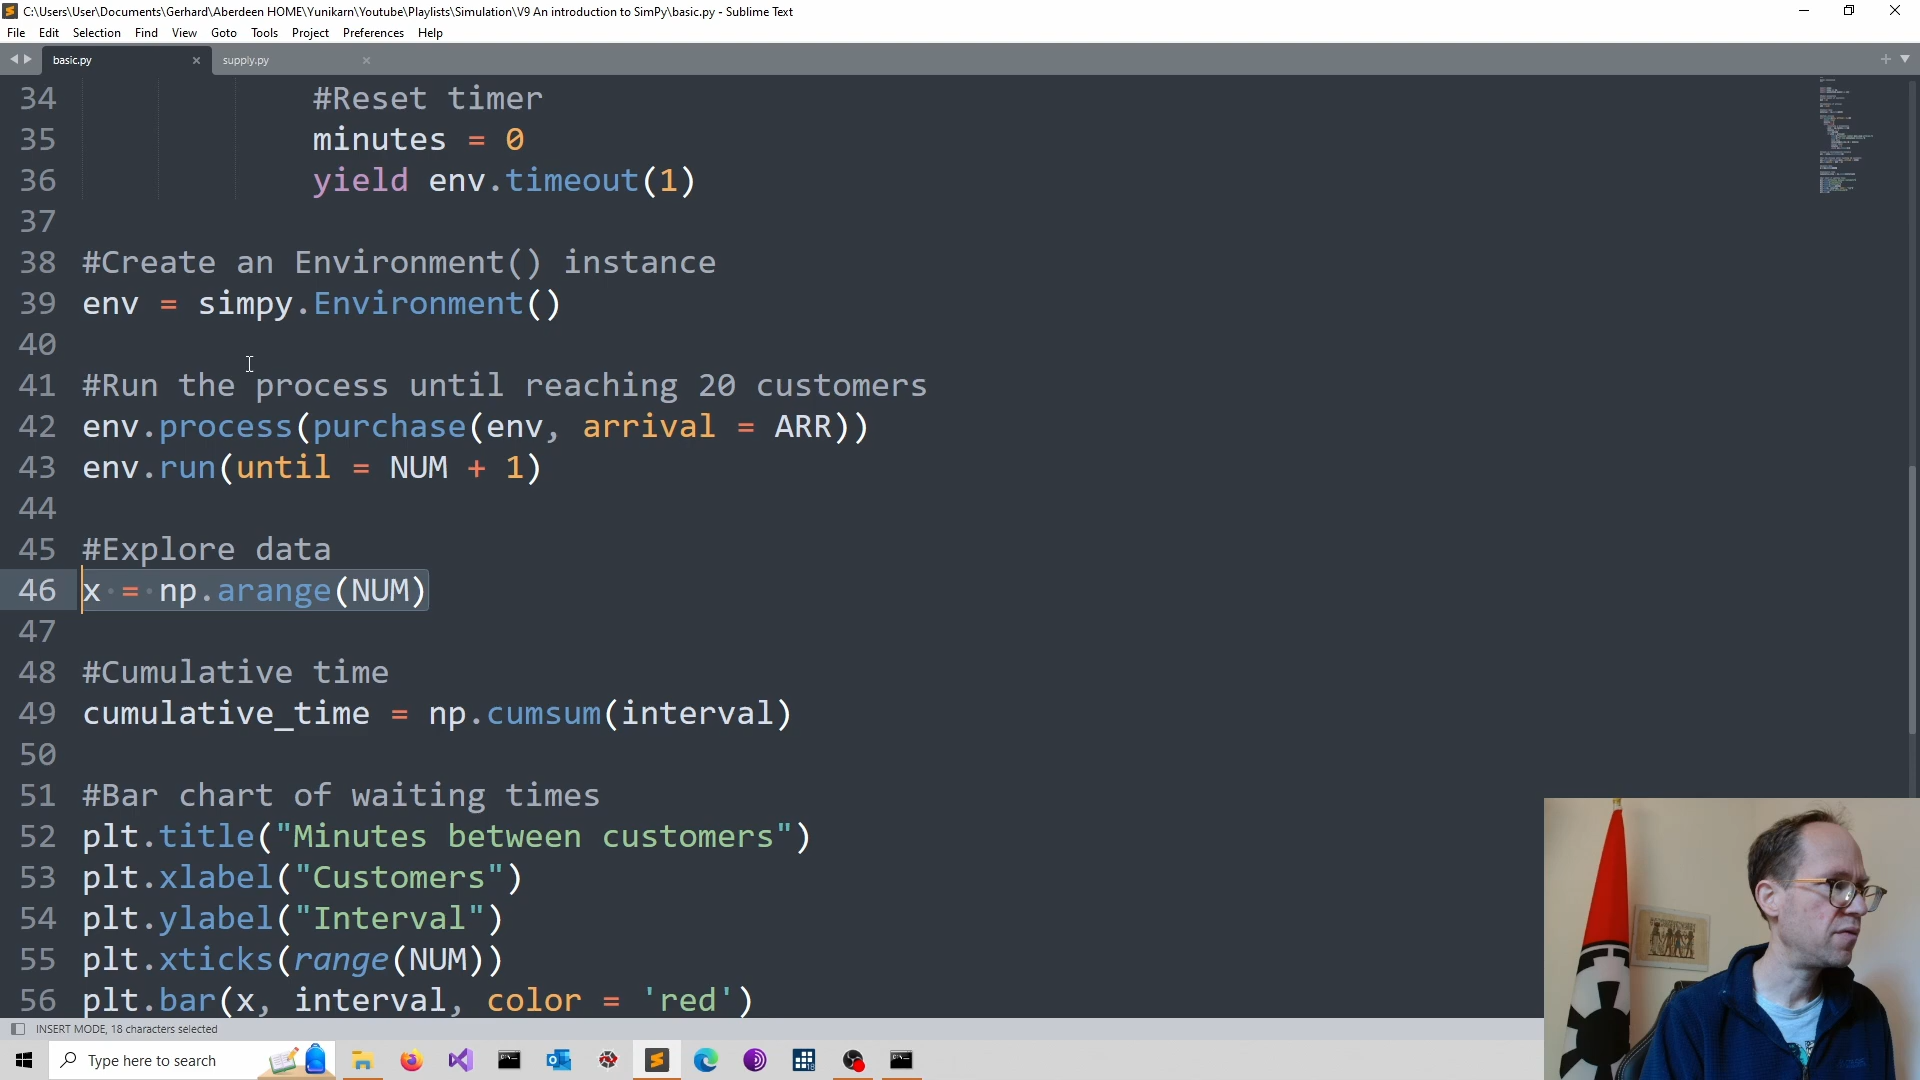 C:\Users\User\Documents\Gerhard\Aberdeen HOME\Yunikarn\Youtube\Playlists\Simulation\V9 An introduction to SimPy\basic.py - Sublime Text
File Edit Selection Find View Goto Tools Project Preferences Help
basic.py supply.py
34 #Reset timer
35 minutes = 0
36 yield env.timeout(1)
37
38 #Create an Environment() instance
39 env = simpy.Environment()
40
41 #Run the process until reaching 20 customers
42 env.process(purchase(env, arrival = ARR))
43 env.run(until = NUM + 1)
44
45 #Explore data
46 x = np.arange(NUM)
47
48 #Cumulative time
49 cumulative_time = np.cumsum(interval)
50
51 #Bar chart of waiting times
52 plt.title("Minutes between customers")
53 plt.xlabel("Customers")
54 plt.ylabel("Interval")
55 plt.xticks(range(NUM))
56 plt.bar(x, interval, color = 'red')
INSERT MODE, 18 characters selected
Type here to search